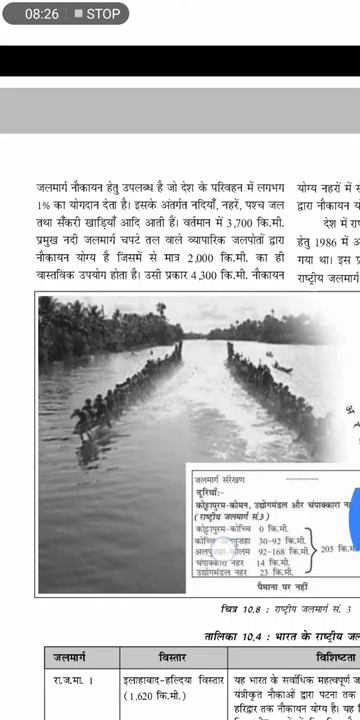 08:26 STOP
जलमार्ग नौकायन हेतु उपलब्ध है जो देश के परिवहन में लगभग
1% का योगदान देता है। इसके अंतर्गत नदियाँ, नहरें, पश्च जल
तथा सँकरी खाड़ियाँ आदि आती हैं। वर्तमान में 3,700 कि.मी.
प्रमुख नदी जलमार्ग चपटे तल वाले व्यापारिक जलपोतों द्वारा
नौकायन योग्य है जिसमें से मात्र 2,000 कि.मी. का ही
वास्तविक उपयोग होता है। उसी प्रकार 4,300 कि.मी. नौकायन
योग्य नहरों में से
द्वारा नौकायन यो
देश में रा
हेतु 1986 में अं
गया था। इस प्र
राष्ट्रीय जलमार्ग
जलमार्ग संरेखण
दूरियाँ:-
कोट्टापुरम-कोमन, उद्योगमंडल और चंपाक्कारा न
(राष्ट्रीय जलमार्ग सं.3)
कोट्टापुरम-कोच्चि 0 कि.मी.
30-92 कि.मी.
92-168 कि.मी.
चंपाक्कारा नहर 14 कि.मी.
उद्योगमंडल नहर 23 कि.मी.
205 कि.मी
पैमाना पर नहीं
चित्र 10.8 : राष्ट्रीय जलमार्ग सं. 3
तालिका 10.4 : भारत के राष्ट्रीय जल
जलमार्ग विस्तार विशिष्टता
रा.ज.मा. 1 इलाहाबाद-हल्दिया विस्तार यह भारत के सर्वाधिक महत्वपूर्ण ज
(1,620 कि.मी.) यंत्रीकृत नौकाओं द्वारा पटना तक
हरिद्वार तक नौकायन योग्य है। यह